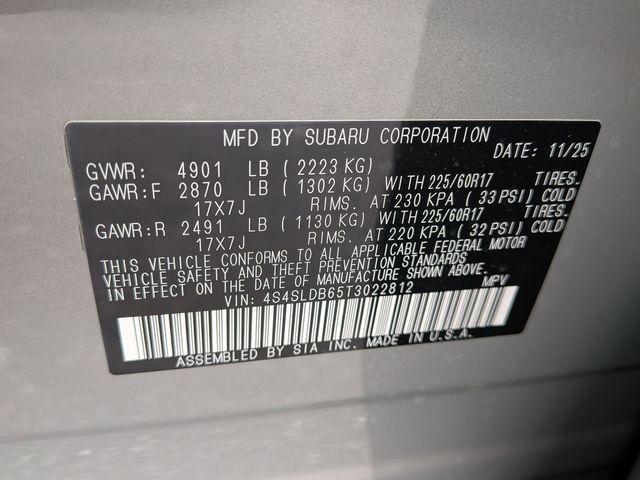 MFD BY SUBARU CORPORATION DATE: 11/25
GVWR: 4901 LB ( 2223 KG)
GAWR:F 2870 LB ( 1302 KG) WITH 225/60R17 TIRES.
17X7J RIMS. AT 230 KPA ( 33 PSI) COLD
GAWR:R 2491 LB ( 1130 KG) WITH 225/60R17 TIRES.
17X7J RIMS. AT 220 KPA ( 32 PSI) COLD
THIS VEHICLE CONFORMS TO ALL APPLICABLE FEDERAL MOTOR
VEHICLE SAFETY AND THEFT PREVENTION STANDARDS
IN EFFECT ON THE DATE OF MANUFACTURE SHOWN ABOVE.
VIN: 4S4SLDB65T3022812 MPV
ASSEMBLED BY SIA INC. MADE IN U.S.A.